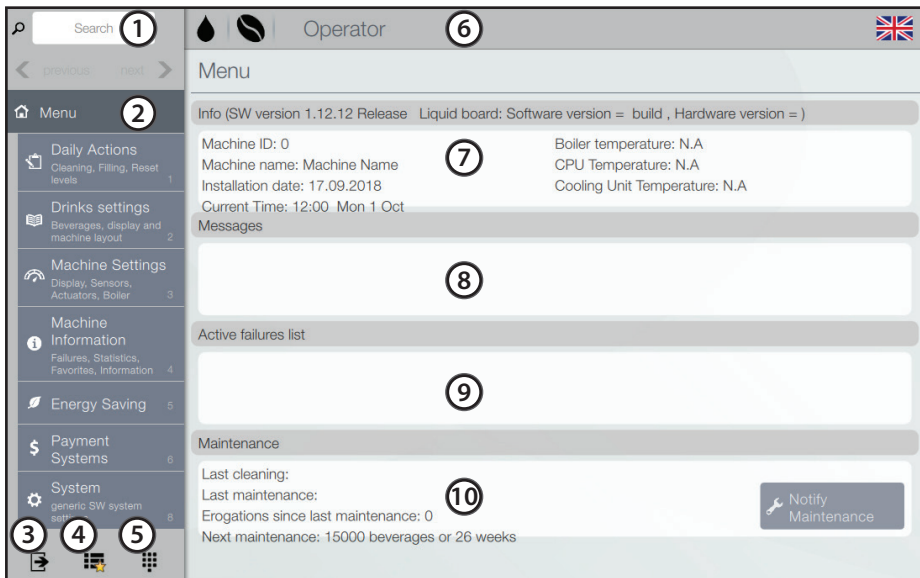 Search
1
previous next
2
Menu
Daily Actions
Cleaning, Filling, Reset
levels 1
Drinks settings
Beverages, display and
machine layout 2
Machine Settings
Display, Sensors,
Actuators, Boiler 3
Machine
Information
Failures, Statistics,
Favorites, Information 4
Energy Saving 5
$ Payment
Systems 6
System
generic SW system
8
3
4
5
Operator
6
Menu
Info (SW version 1.12.12 Release Liquid board: Software version = build , Hardware version = )
Machine ID: 0
Machine name: Machine Name
Installation date: 17.09.2018
Current Time: 12:00 Mon 1 Oct
7
Boiler temperature: N.A
CPU Temperature: N.A
Cooling Unit Temperature: N.A
Messages
8
Active failures list
9
Maintenance
Last cleaning:
Last maintenance:
Erogations since last maintenance: 0
Next maintenance: 15000 beverages or 26 weeks
10
Notify
Maintenance